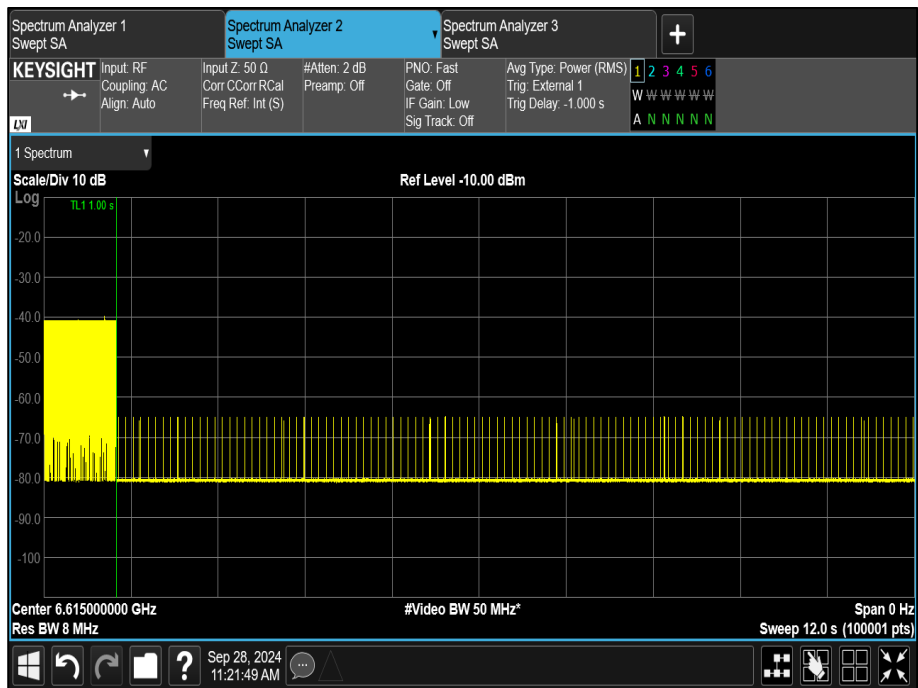 Spectrum Analyzer 1
Swept SA
Spectrum Analyzer 2
Swept SA
Spectrum Analyzer 3
Swept SA
+
KEYSIGHT
LXI
Input: RF
Coupling: AC
Align: Auto
Input Z: 50 Ω
Corr CCorr RCal
Freq Ref: Int (S)
#Atten: 2 dB
Preamp: Off
PNO: Fast
Gate: Off
IF Gain: Low
Sig Track: Off
Avg Type: Power (RMS)
Trig: External 1
Trig Delay: -1.000 s
1 2 3 4 5 6
W W W W W W
A N N N N N
1 Spectrum
Scale/Div 10 dB
Ref Level -10.00 dBm
Log
TL1 1.00 s
-20.0
-30.0
-40.0
-50.0
-60.0
-70.0
-80.0
-90.0
-100
Center 6.615000000 GHz
#Video BW 50 MHz*
Span 0 Hz
Res BW 8 MHz
Sweep 12.0 s (100001 pts)
?
Sep 28, 2024
11:21:49 AM